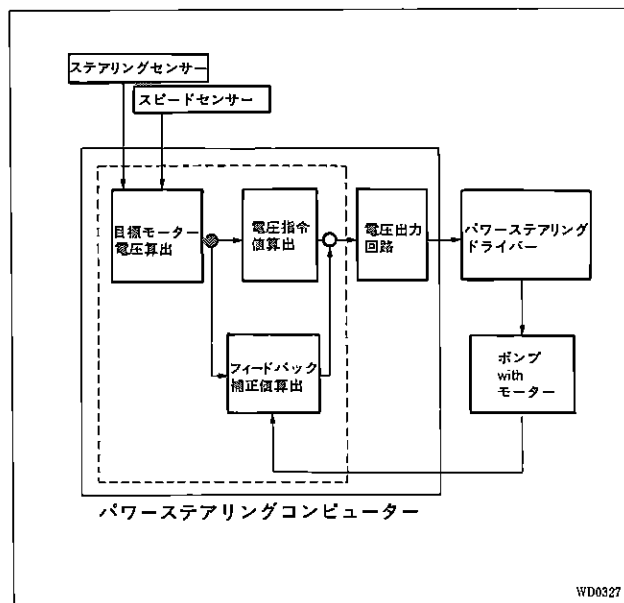 ステアリングセンサー
スピードセンサー
目標モーター
電圧算出
電圧指令
値算出
電圧出力
回路
パワーステアリング
ドライバー
フィードバック
補正値算出
ポンプ
with
モーター
パワーステアリングコンピューター
WD0327